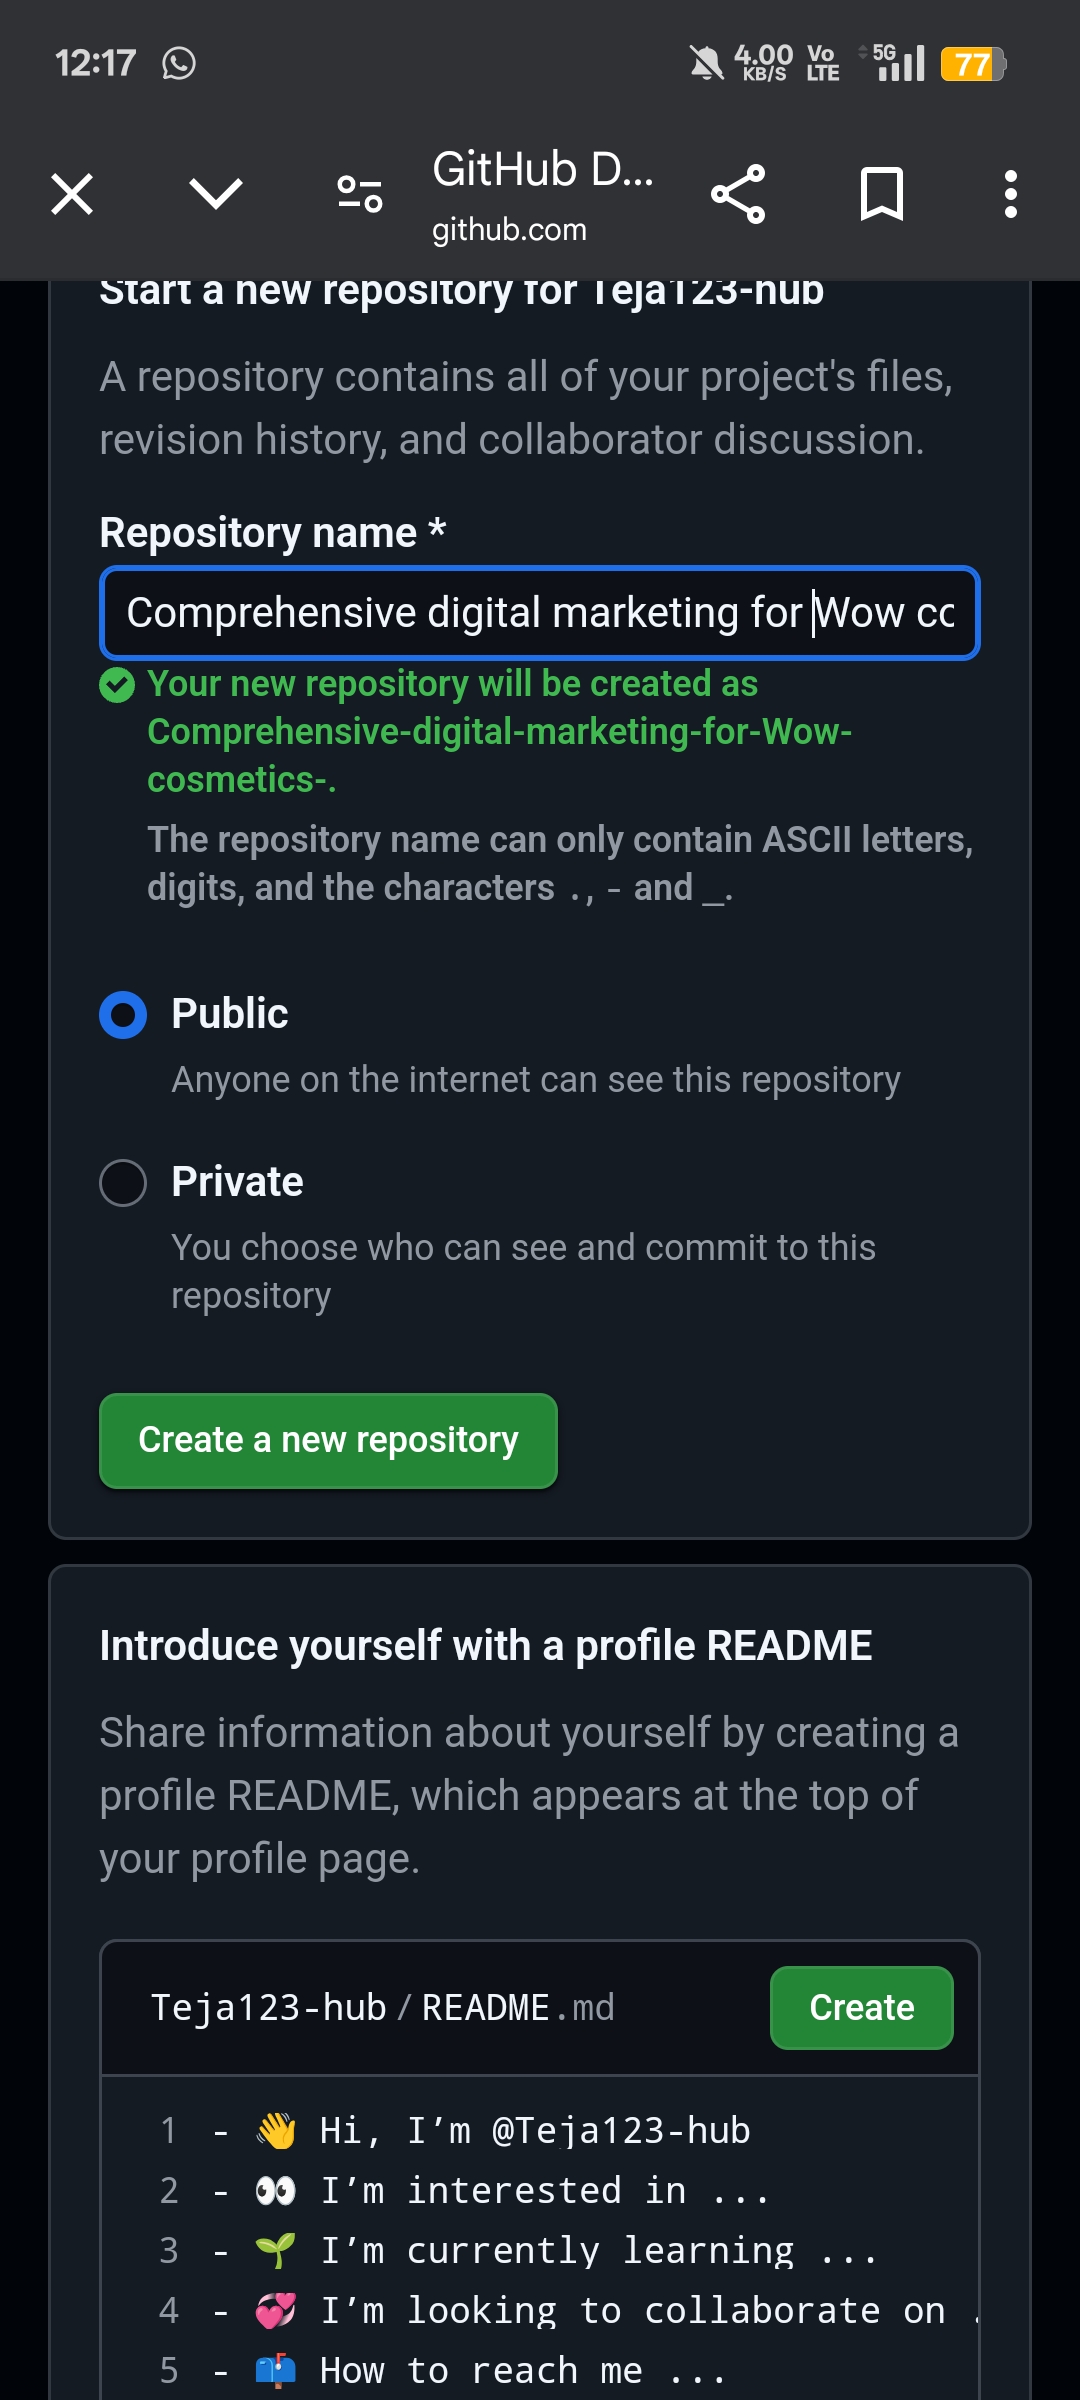 12:17
4.00 KB/S Vo LTE 5G 77
GitHub D...
github.com
Start a new repository for Teja123-hub
A repository contains all of your project's files,
revision history, and collaborator discussion.
Repository name *
Comprehensive digital marketing for Wow co
Your new repository will be created as
Comprehensive-digital-marketing-for-Wow-
cosmetics-.
The repository name can only contain ASCII letters,
digits, and the characters ., - and _.
Public
Anyone on the internet can see this repository
Private
You choose who can see and commit to this
repository
Create a new repository
Introduce yourself with a profile README
Share information about yourself by creating a
profile README, which appears at the top of
your profile page.
Teja123-hub / README.md
Create
1 - 👋 Hi, I’m @Teja123-hub
2 - 👀 I’m interested in ...
3 - 🌱 I’m currently learning ...
4 - 💞️ I’m looking to collaborate on .
5 - 📫 How to reach me ...